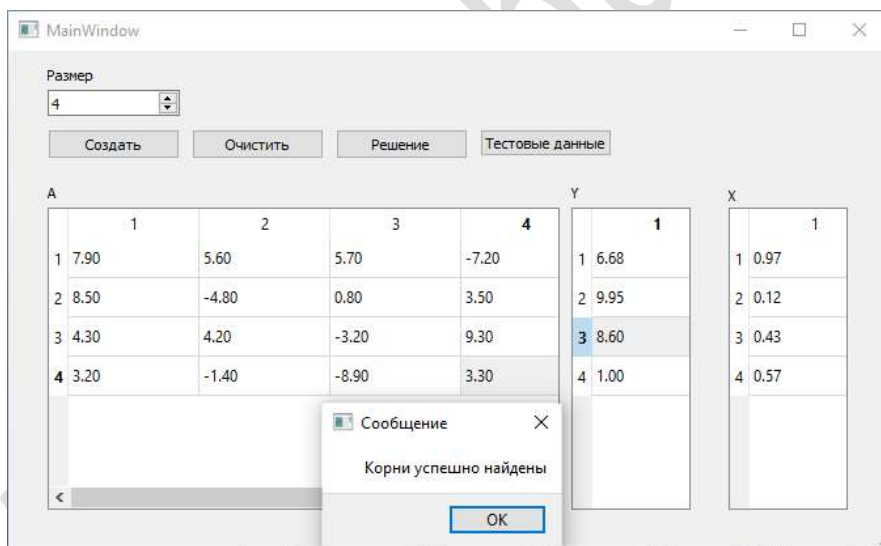 MainWindow
Размер
4
Создать Очистить Решение Тестовые данные
A Y X
1 2 3 4 1 1
1 7.90 5.60 5.70 -7.20 1 6.68 1 0.97
2 8.50 -4.80 0.80 3.50 2 9.95 2 0.12
3 4.30 4.20 -3.20 9.30 3 8.60 3 0.43
4 3.20 -1.40 -8.90 3.30 4 1.00 4 0.57
Сообщение
Корни успешно найдены
OK